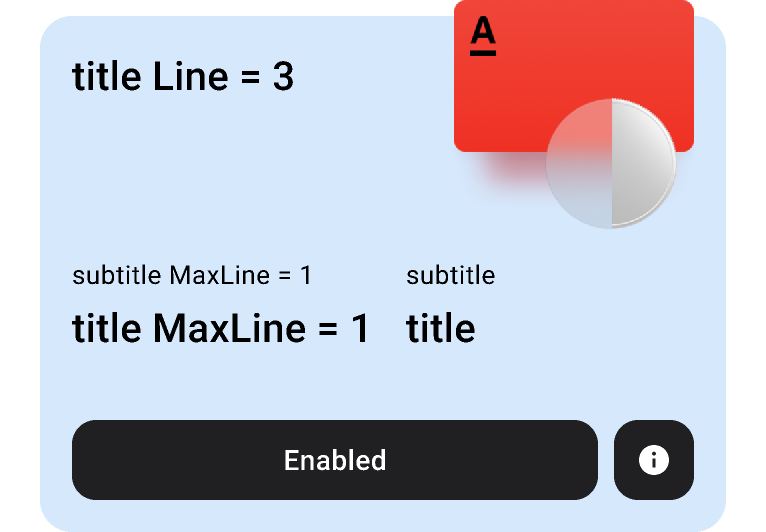 A
title Line = 3
subtitle MaxLine = 1
subtitle
title MaxLine = 1
title
Enabled